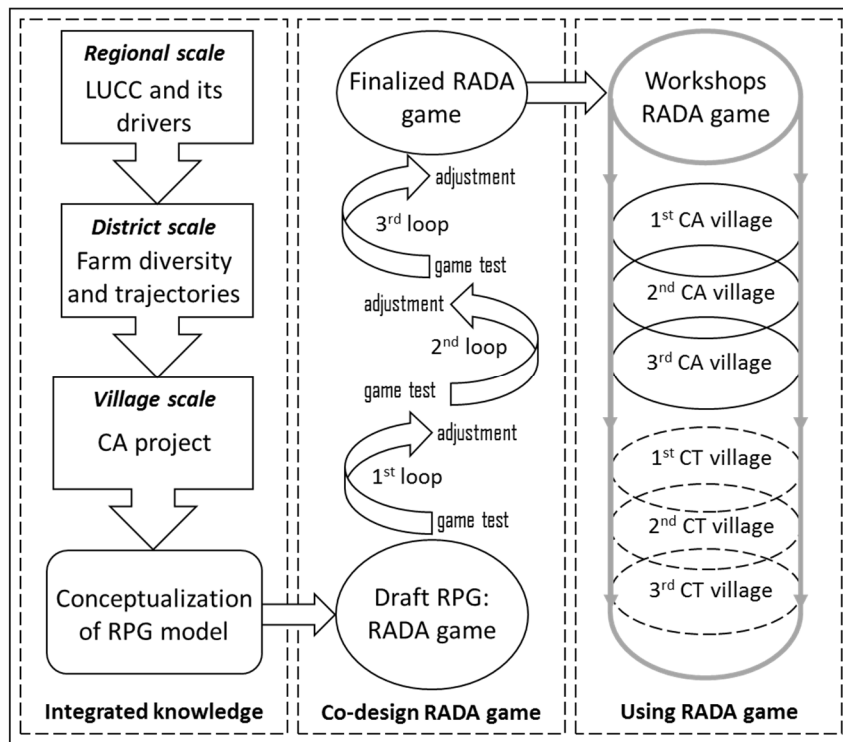 Regional scale
LUCC and its
drivers
District scale
Farm diversity
and trajectories
Village scale
CA project
Conceptualization
of RPG model
Integrated knowledge
Finalized RADA
game
adjustment
3rd loop
game test
adjustment
2nd loop
game test
adjustment
1st loop
game test
Draft RPG:
RADA game
Co-design RADA game
Workshops
RADA game
1st CA village
2nd CA village
3rd CA village
1st CT village
2nd CT village
3rd CT village
Using RADA game